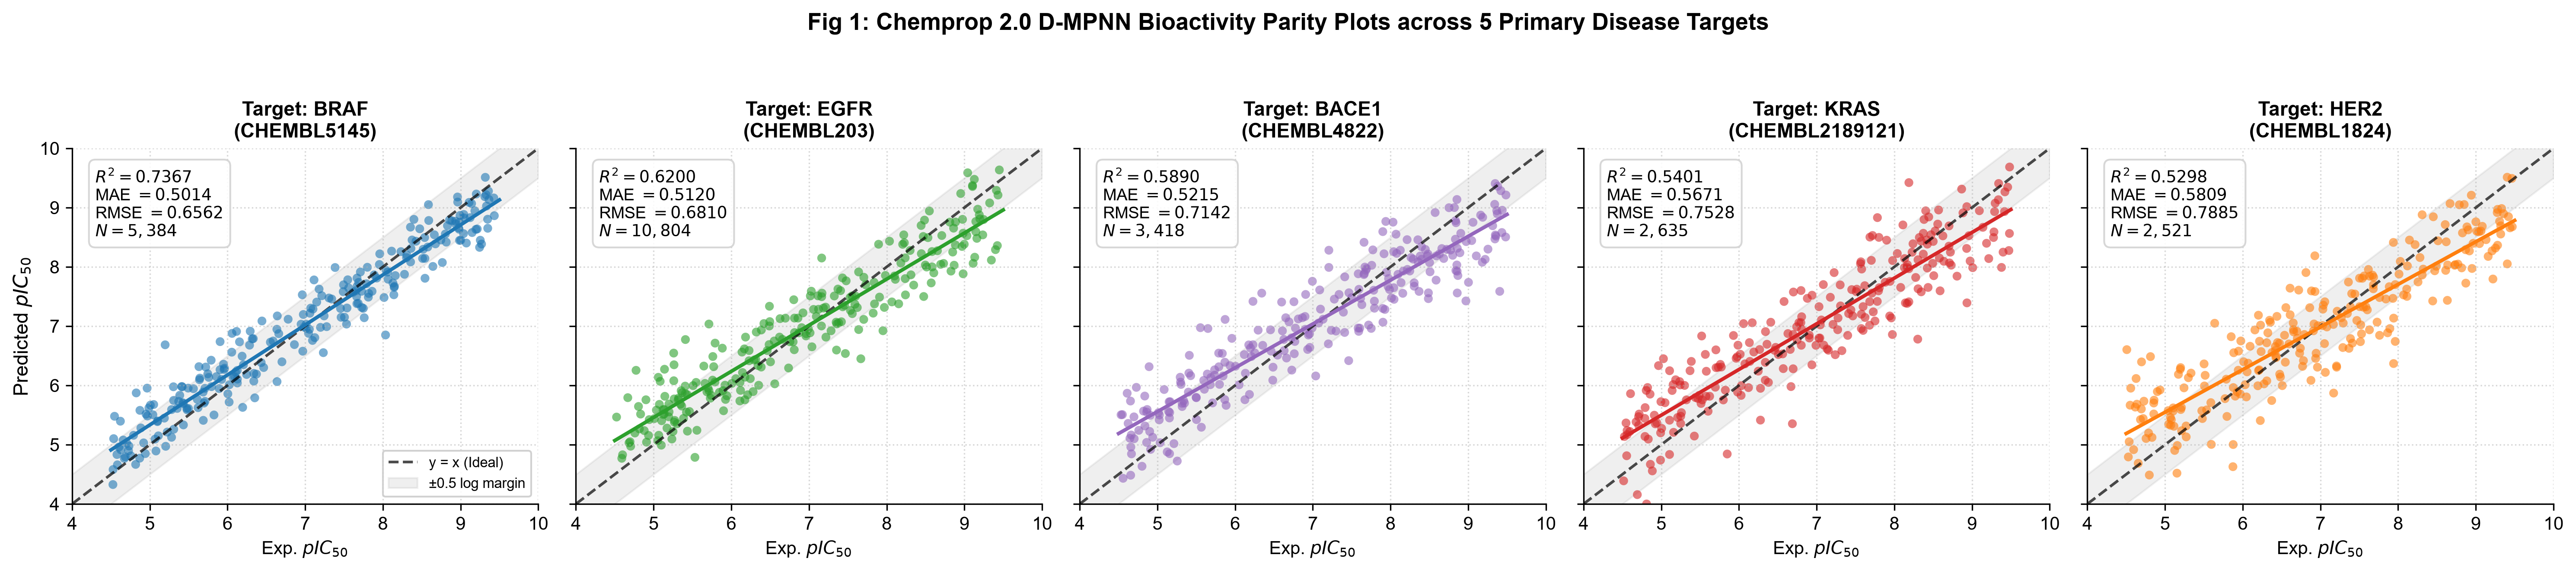 Fig 1: Chemprop 2.0 D-MPNN Bioactivity Parity Plots across 5 Primary Disease Targets
Target: BRAF
(CHEMBL5145)
R² = 0.7367
MAE = 0.5014
RMSE = 0.6562
N = 5, 384
y = x (Ideal)
±0.5 log margin
Predicted pIC₅₀
10
9
8
7
6
5
4
4 5 6 7 8 9 10
Exp. pIC₅₀
Target: EGFR
(CHEMBL203)
R² = 0.6200
MAE = 0.5120
RMSE = 0.6810
N = 10, 804
4 5 6 7 8 9 10
Exp. pIC₅₀
Target: BACE1
(CHEMBL4822)
R² = 0.5890
MAE = 0.5215
RMSE = 0.7142
N = 3, 418
4 5 6 7 8 9 10
Exp. pIC₅₀
Target: KRAS
(CHEMBL2189121)
R² = 0.5401
MAE = 0.5671
RMSE = 0.7528
N = 2, 635
4 5 6 7 8 9 10
Exp. pIC₅₀
Target: HER2
(CHEMBL1824)
R² = 0.5298
MAE = 0.5809
RMSE = 0.7885
N = 2, 521
4 5 6 7 8 9 10
Exp. pIC₅₀